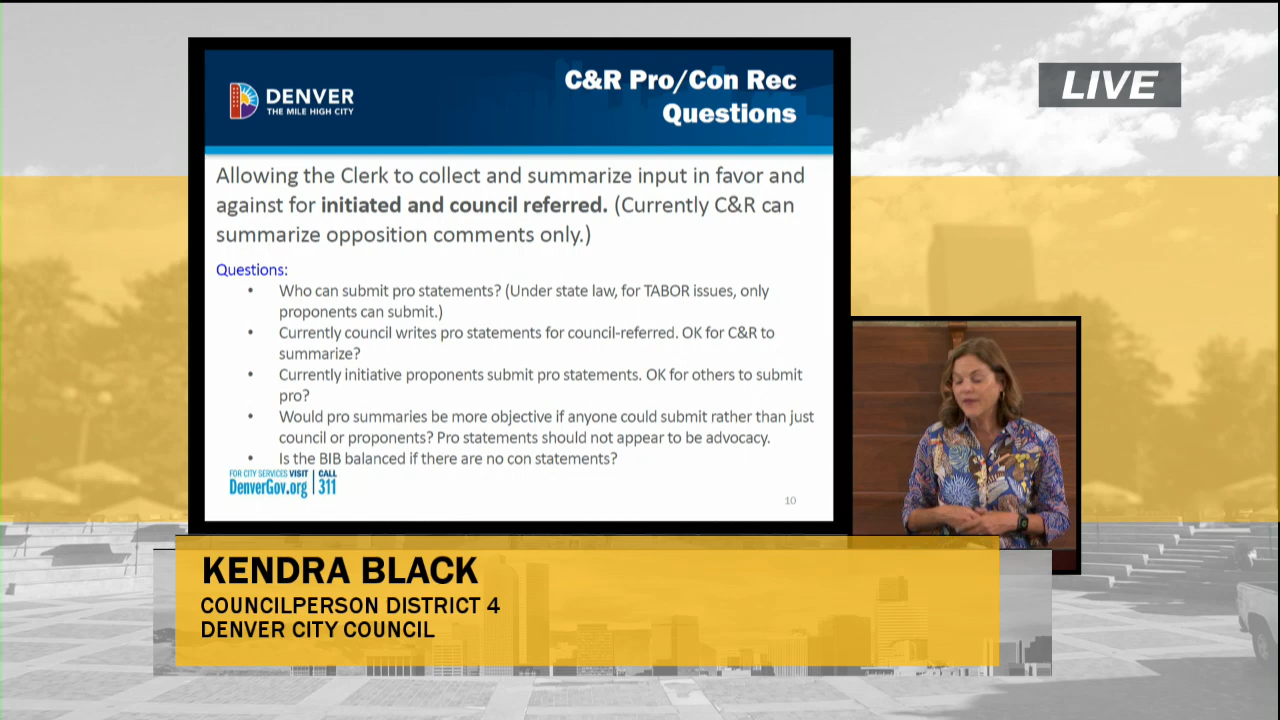 DENVER
THE MILE HIGH CITY
C&R Pro/Con Rec
Questions
LIVE
Allowing the Clerk to collect and summarize input in favor and
against for initiated and council referred. (Currently C&R can
summarize opposition comments only.)
Questions:
• Who can submit pro statements? (Under state law, for TABOR issues, only
proponents can submit.)
• Currently council writes pro statements for council-referred. OK for C&R to
summarize?
• Currently initiative proponents submit pro statements. OK for others to submit
pro?
• Would pro summaries be more objective if anyone could submit rather than just
council or proponents? Pro statements should not appear to be advocacy.
• Is the BIB balanced if there are no con statements?
FOR CITY SERVICES VISIT | CALL
DenverGov.org | 311
10
KENDRA BLACK
COUNCILPERSON DISTRICT 4
DENVER CITY COUNCIL